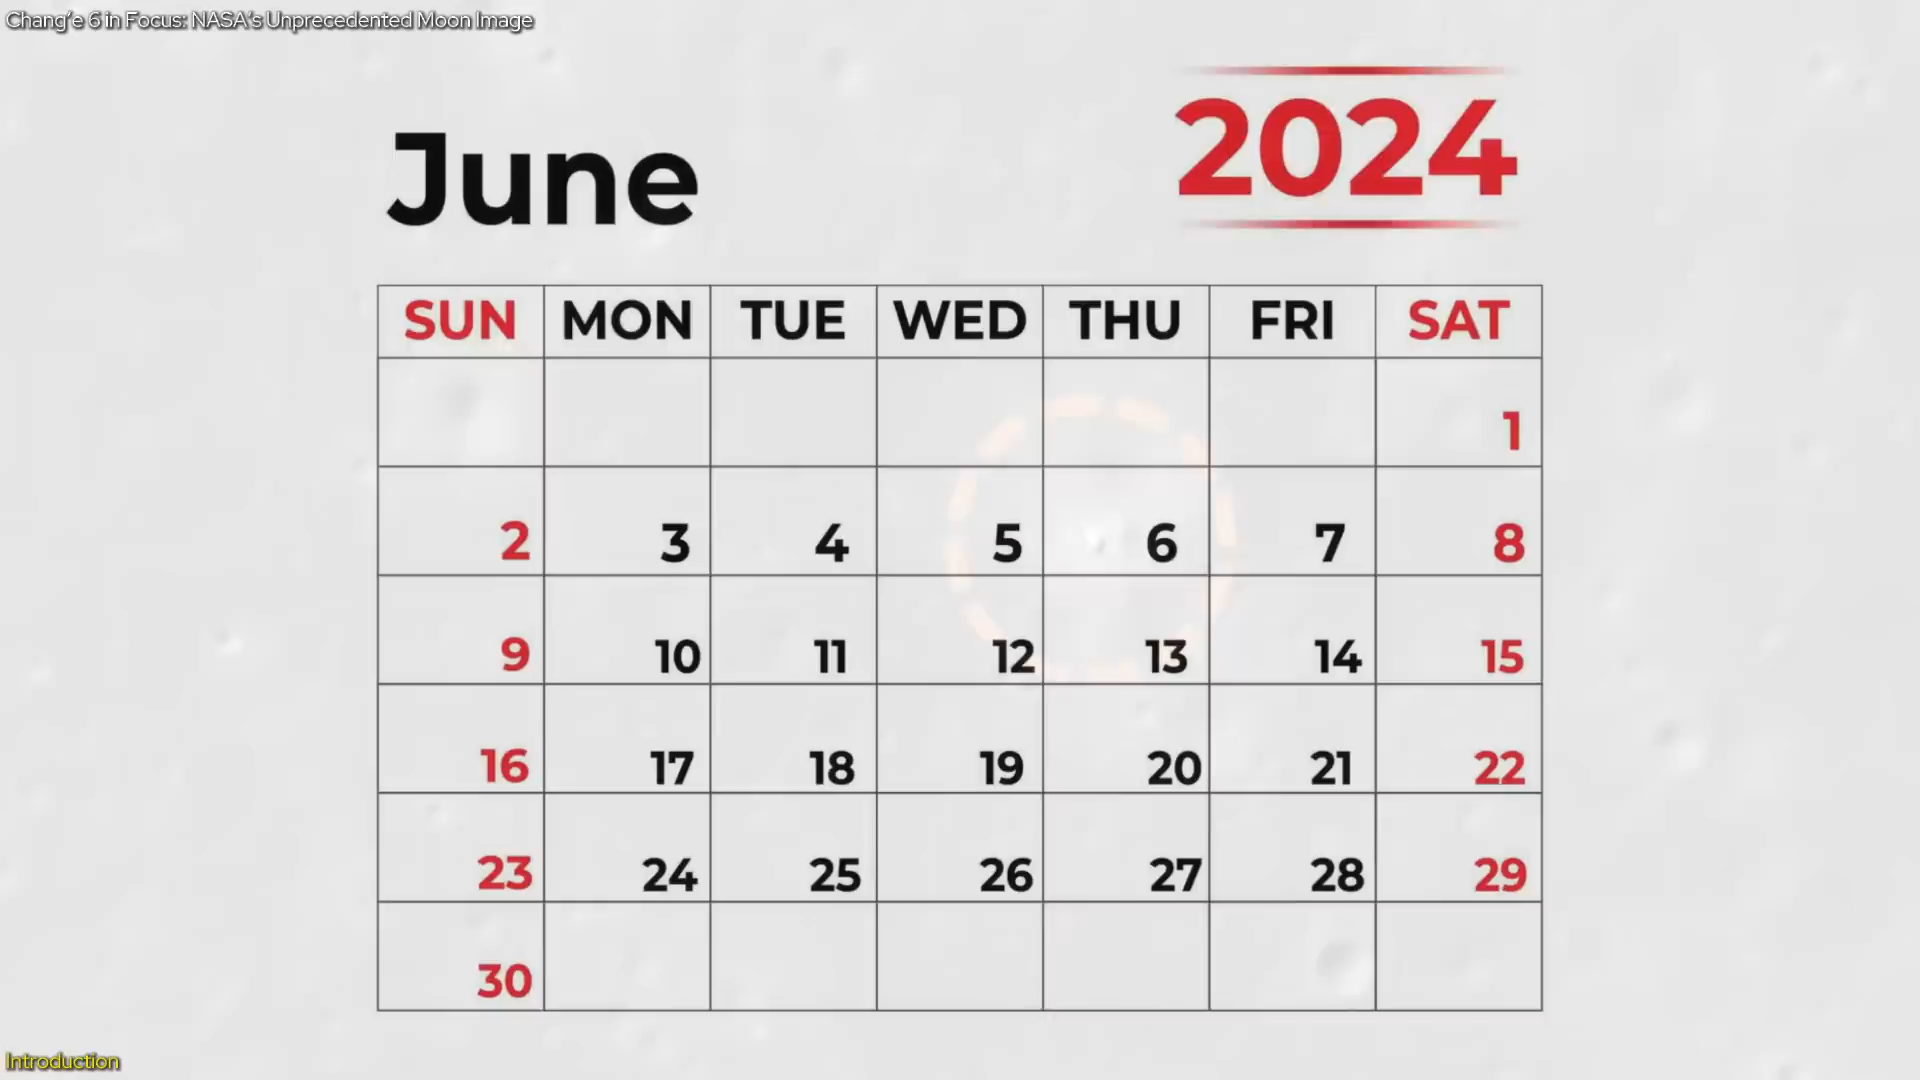 Chang'e 6 in Focus: NASA's Unprecedented Moon Image
June
2024
SUN MON TUE WED THU FRI SAT
1
2 3 4 5 6 7 8
9 10 11 12 13 14 15
16 17 18 19 20 21 22
23 24 25 26 27 28 29
30
Introduction